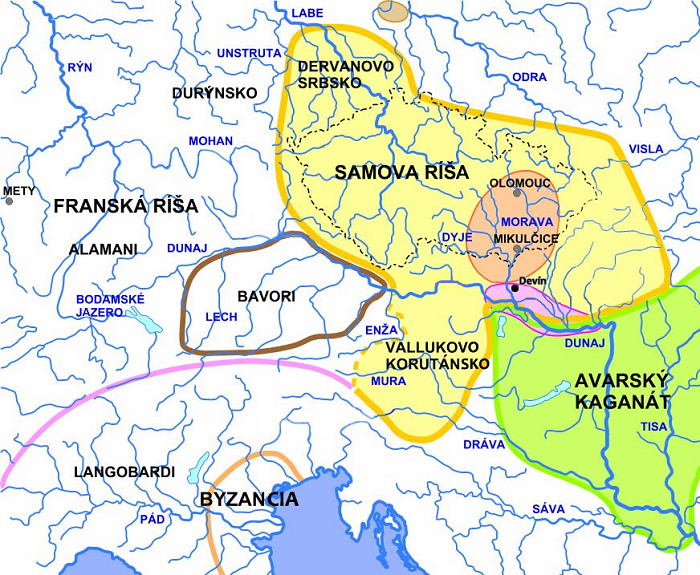 LABE
UNSTRUTA
DERVANOVO
SRBSKO
RÝN
ODRA
DURÝNSKO
MOHAN
VISLA
SAMOVA RÍŠA
OLOMOUC
METY
FRANSKÁ RÍŠA
MORAVA
DYJE
MIKULČICE
ALAMANI
DUNAJ
Devín
BODAMSKÉ
JAZERO
BAVORI
LECH
ENŽA
VALLUKOVO
KORUTÁNSKO
DUNAJ
MURA
AVARSKÝ
KAGANÁT
TISA
DRÁVA
LANGOBARDI
BYZANCIA
PÁD
SÁVA